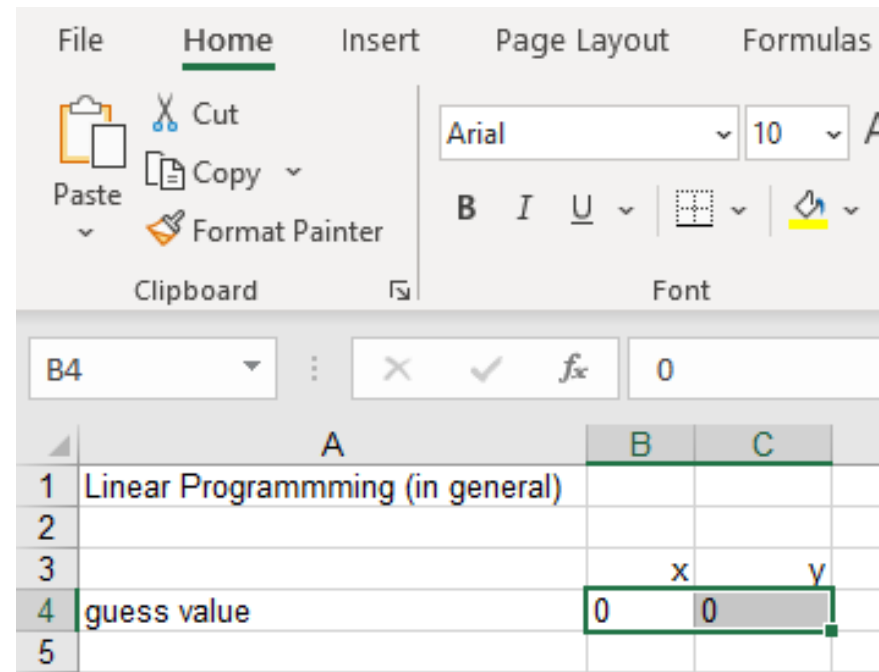 File Home Insert Page Layout Formulas
Cut
Arial 10 A
Copy
Paste
B I U
Format Painter
Clipboard Font
B4 fx 0
A B C
1 Linear Programmming (in general)
2
3 x y
4 guess value 0 0
5